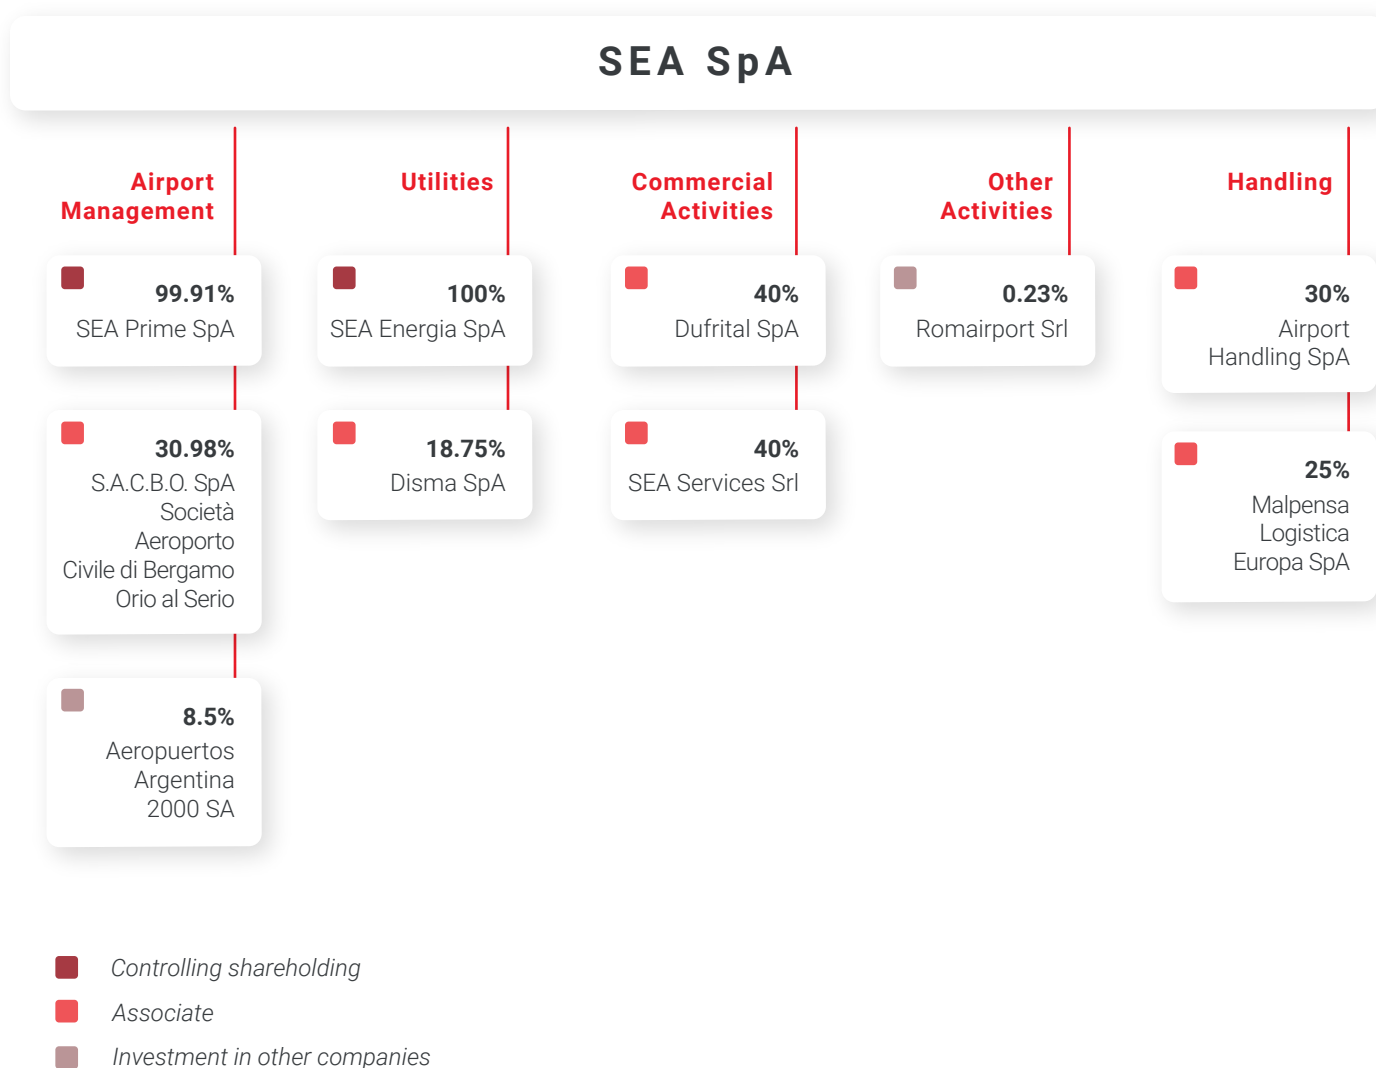 SEA SpA
Airport
Management
99.91%
SEA Prime SpA
30.98%
S.A.C.B.O. SpA
Società
Aeroporto
Civile di Bergamo
Orio al Serio
8.5%
Aeropuertos
Argentina
2000 SA
Utilities
100%
SEA Energia SpA
18.75%
Disma SpA
Commercial
Activities
40%
Dufrital SpA
40%
SEA Services Srl
Other
Activities
0.23%
Romairport Srl
Handling
30%
Airport
Handling SpA
25%
Malpensa
Logistica
Europa SpA
Controlling shareholding
Associate
Investment in other companies